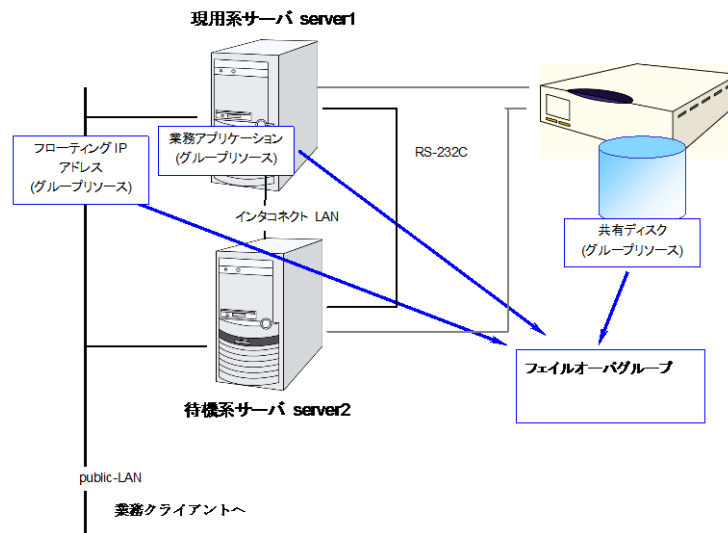 現用系サーバ server1
フローティング IP
アドレス
(グループリソース)
業務アプリケーション
(グループリソース)
RS-232C
インタコネクト LAN
共有ディスク
(グループリソース)
フェイルオーバグループ
待機系サーバ server2
public-LAN
業務クライアントへ